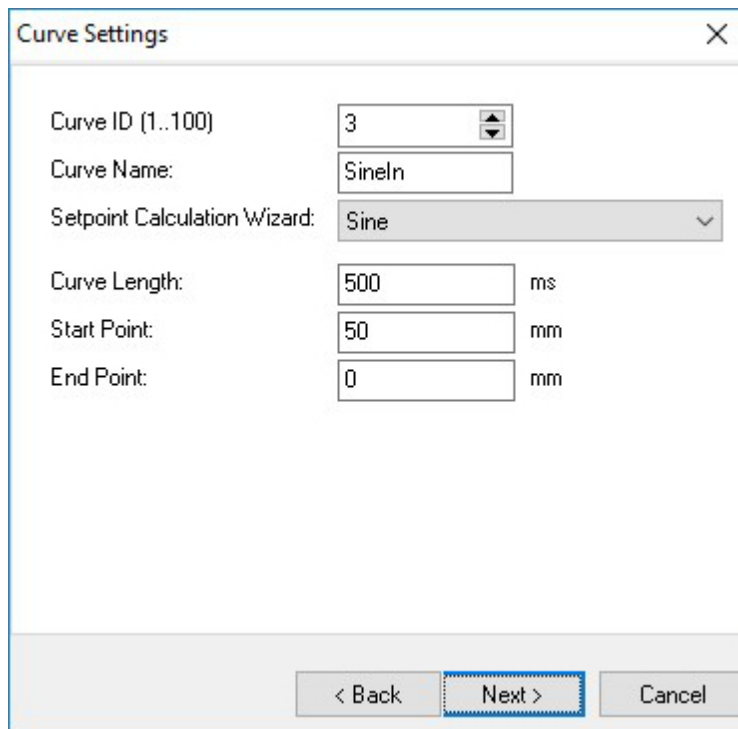 Curve Settings
Curve ID (1..100) 3
Curve Name: SineIn
Setpoint Calculation Wizard: Sine
Curve Length: 500 ms
Start Point: 50 mm
End Point: 0 mm
< Back Next > Cancel